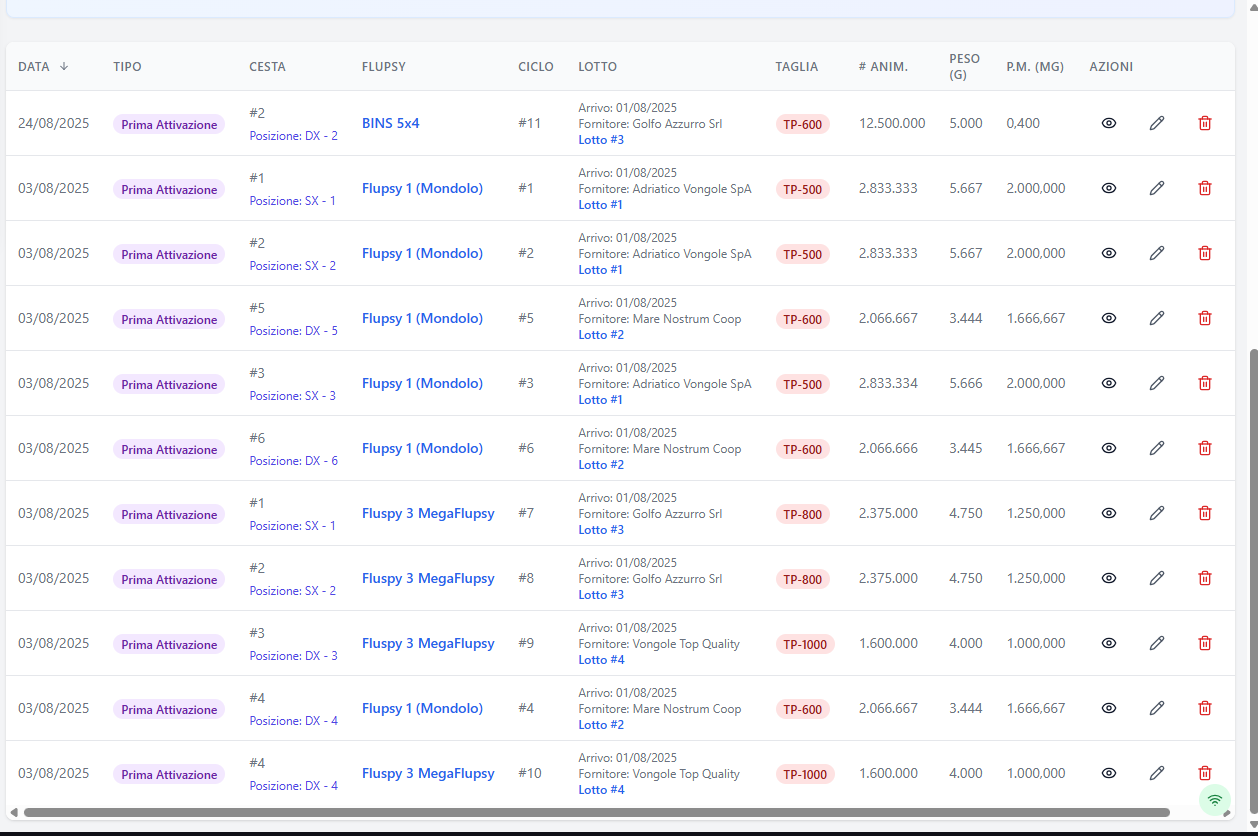 DATA ↓ TIPO CESTA FLUPSY CICLO LOTTO TAGLIA # ANIM. PESO (G) P.M. (MG) AZIONI
24/08/2025 Prima Attivazione #2 BINS 5x4 #11 Arrivo: 01/08/2025 TP-600 12.500.000 5.000 0,400
Posizione: DX - 2 Fornitore: Golfo Azzurro Srl
Lotto #3
03/08/2025 Prima Attivazione #1 Flupsy 1 (Mondolo) #1 Arrivo: 01/08/2025 TP-500 2.833.333 5.667 2.000,000
Posizione: SX - 1 Fornitore: Adriatico Vongole SpA
Lotto #1
03/08/2025 Prima Attivazione #2 Flupsy 1 (Mondolo) #2 Arrivo: 01/08/2025 TP-500 2.833.333 5.667 2.000,000
Posizione: SX - 2 Fornitore: Adriatico Vongole SpA
Lotto #1
03/08/2025 Prima Attivazione #5 Flupsy 1 (Mondolo) #5 Arrivo: 01/08/2025 TP-600 2.066.667 3.444 1.666,667
Posizione: DX - 5 Fornitore: Mare Nostrum Coop
Lotto #2
03/08/2025 Prima Attivazione #3 Flupsy 1 (Mondolo) #3 Arrivo: 01/08/2025 TP-500 2.833.334 5.666 2.000,000
Posizione: SX - 3 Fornitore: Adriatico Vongole SpA
Lotto #1
03/08/2025 Prima Attivazione #6 Flupsy 1 (Mondolo) #6 Arrivo: 01/08/2025 TP-600 2.066.666 3.445 1.666,667
Posizione: DX - 6 Fornitore: Mare Nostrum Coop
Lotto #2
03/08/2025 Prima Attivazione #1 Fluspy 3 MegaFlupsy #7 Arrivo: 01/08/2025 TP-800 2.375.000 4.750 1.250,000
Posizione: SX - 1 Fornitore: Golfo Azzurro Srl
Lotto #3
03/08/2025 Prima Attivazione #2 Fluspy 3 MegaFlupsy #8 Arrivo: 01/08/2025 TP-800 2.375.000 4.750 1.250,000
Posizione: SX - 2 Fornitore: Golfo Azzurro Srl
Lotto #3
03/08/2025 Prima Attivazione #3 Fluspy 3 MegaFlupsy #9 Arrivo: 01/08/2025 TP-1000 1.600.000 4.000 1.000,000
Posizione: DX - 3 Fornitore: Vongole Top Quality
Lotto #4
03/08/2025 Prima Attivazione #4 Flupsy 1 (Mondolo) #4 Arrivo: 01/08/2025 TP-600 2.066.667 3.444 1.666,667
Posizione: DX - 4 Fornitore: Mare Nostrum Coop
Lotto #2
03/08/2025 Prima Attivazione #4 Fluspy 3 MegaFlupsy #10 Arrivo: 01/08/2025 TP-1000 1.600.000 4.000 1.000,000
Posizione: DX - 4 Fornitore: Vongole Top Quality
Lotto #4